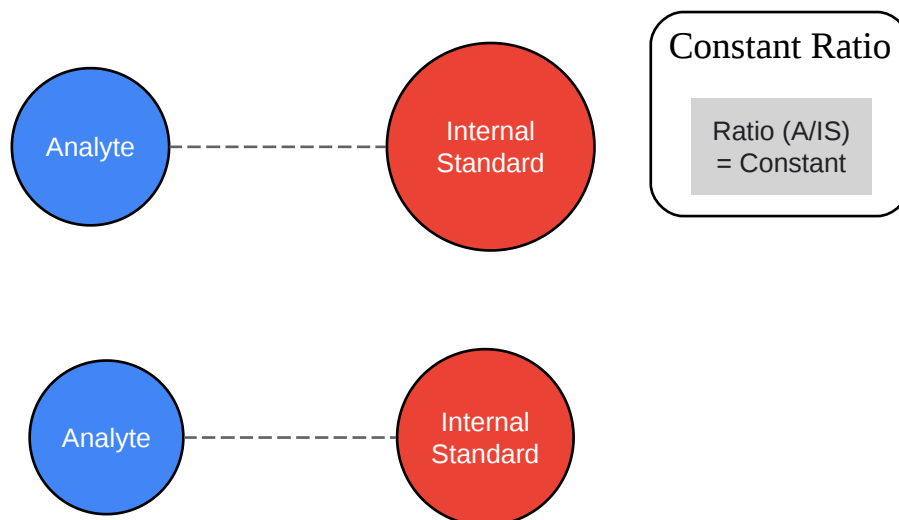 Analyte
Internal
Standard
Constant Ratio
Ratio (A/IS)
= Constant
Analyte
Internal
Standard